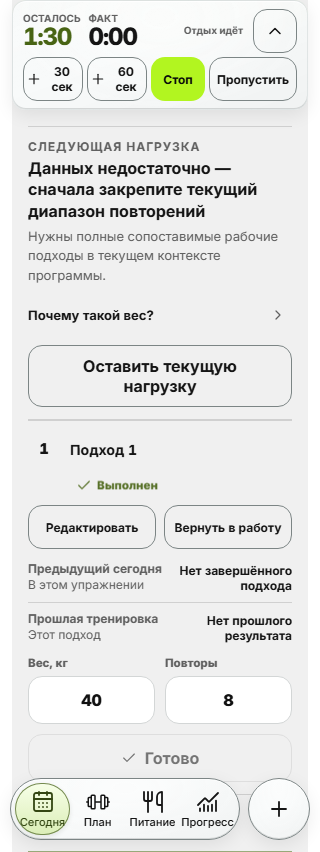 ОСТАЛОСЬ ФАКТ
1:30 0:00
Отдых идёт
30 сек
60 сек
Стоп
Пропустить
СЛЕДУЮЩАЯ НАГРУЗКА
Данных недостаточно —
сначала закрепите текущий
диапазон повторений
Нужны полные сопоставимые рабочие
подходы в текущем контексте
программы.
Почему такой вес?
Оставить текущую
нагрузку
1 Подход 1
Выполнен
Редактировать Вернуть в работу
Предыдущий сегодня
В этом упражнении
Нет завершённого
подхода
Прошлая тренировка
Этот подход
Нет прошлого
результата
Вес, кг Повторы
40 8
Готово
Сегодня План Питание Прогресс